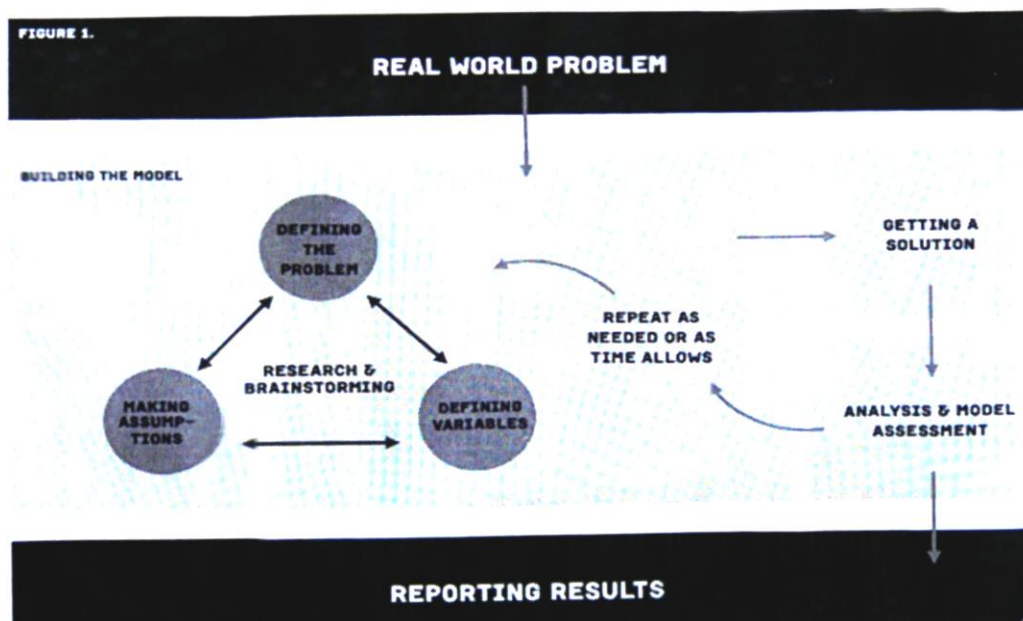 FIGURE 1.
REAL WORLD PROBLEM
BUILDING THE MODEL
DEFINING
THE
PROBLEM
GETTING A
SOLUTION
REPEAT AS
NEEDED OR AS
TIME ALLOWS
RESEARCH &
BRAINSTORMING
MAKING
ASSUMP-
TIONS
DEFINING
VARIABLES
ANALYSIS & MODEL
ASSESSMENT
REPORTING RESULTS